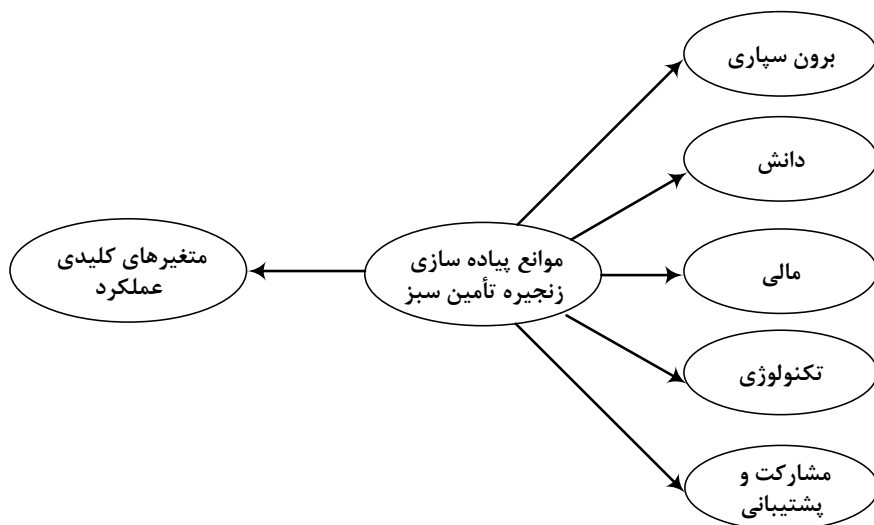 برون سپاری
دانش
موانع پیاده سازی
زنجیره تأمین سبز
متغیرهای کلیدی
عملکرد
مالی
تکنولوژی
مشارکت و
پشتیبانی